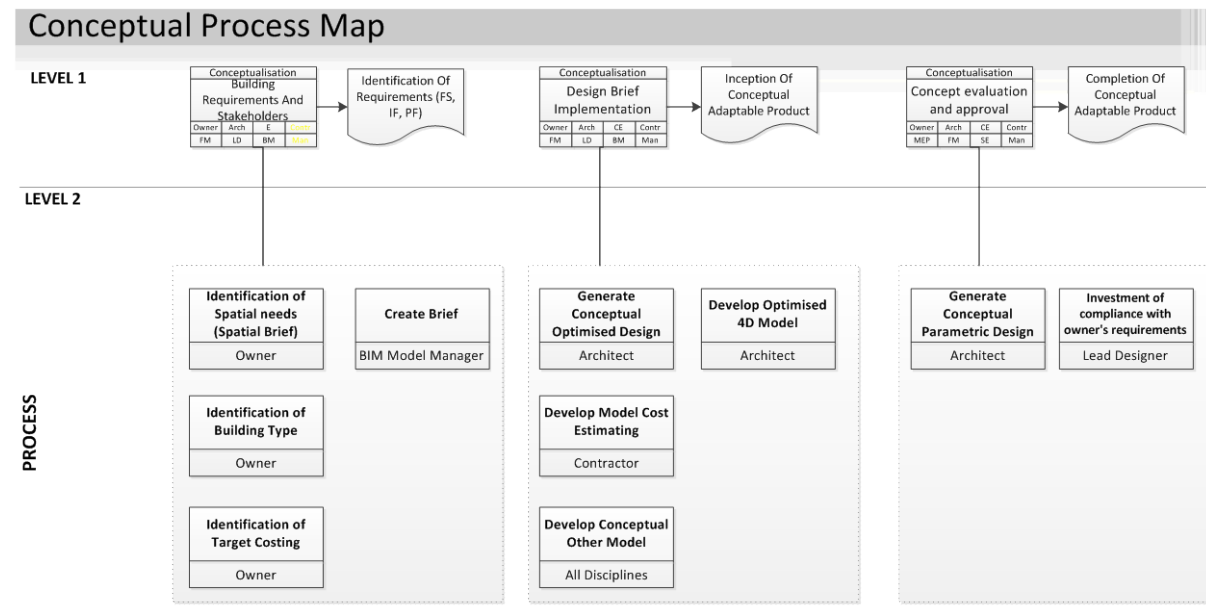 Conceptual Process Map
LEVEL 1
Conceptualisation
Building
Requirements And
Stakeholders
Owner Arch E Contr
FM LD BM Man
Identification Of
Requirements (FS,
IF, PF)
Conceptualisation
Design Brief
Implementation
Owner Arch CE Contr
FM LD BM Man
Inception Of
Conceptual
Adaptable Product
Conceptualisation
Concept evaluation
and approval
Owner Arch CE Contr
MEP FM SE Man
Completion Of
Conceptual
Adaptable Product
LEVEL 2
PROCESS
Identification of
Spatial needs
(Spatial Brief)
Owner
Create Brief
BIM Model Manager
Identification of
Building Type
Owner
Identification of
Target Costing
Owner
Generate
Conceptual
Optimised Design
Architect
Develop Optimised
4D Model
Architect
Develop Model Cost
Estimating
Contractor
Develop Conceptual
Other Model
All Disciplines
Generate
Conceptual
Parametric Design
Architect
Investment of
compliance with
owner's requirements
Lead Designer